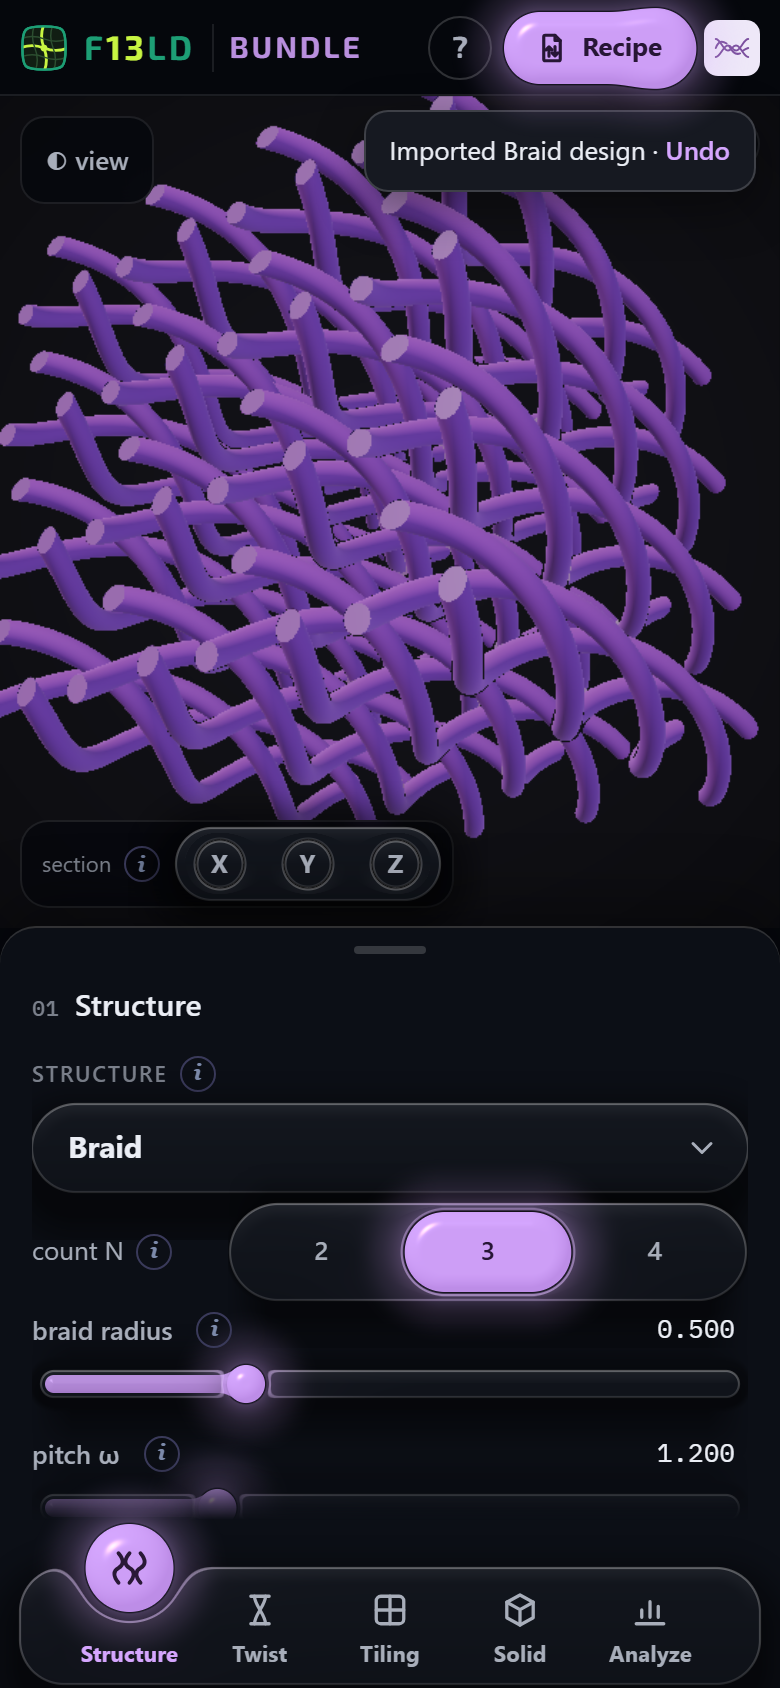 F13LD BUNDLE ? Recipe
view
Imported Braid design · Undo
section i X Y Z
01 Structure
STRUCTURE i
Braid
count N i 2 3 4
braid radius i 0.500
pitch ω i 1.200
Structure Twist Tiling Solid Analyze